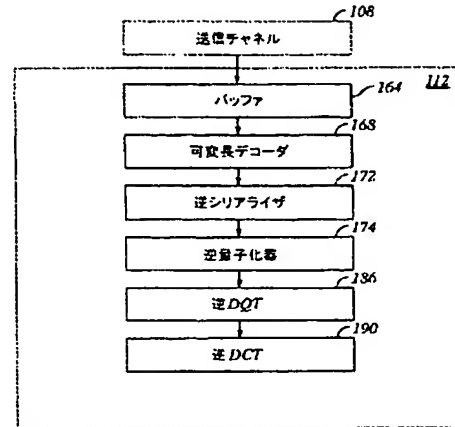 108
送信チャネル
112
バッファ
164
168
可変長デコーダ
172
逆シリアライザ
174
逆量子化器
186
逆DQT
190
逆DCT